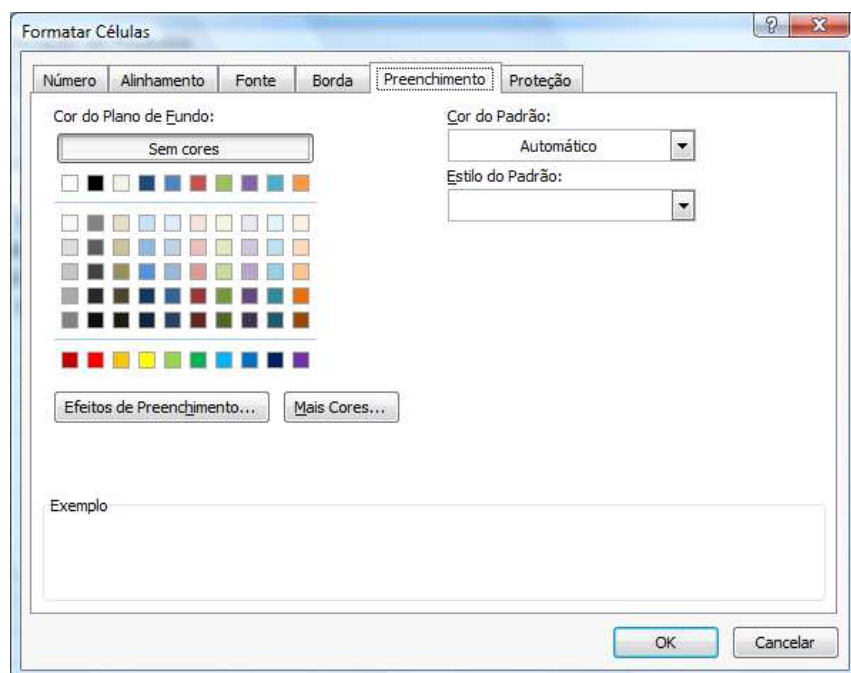 Formatar Células
Número Alinhamento Fonte Borda Preenchimento Proteção
Cor do Plano de Fundo:
Sem cores
Cor do Padrão:
Automático
Estilo do Padrão:
Efeitos de Preenchimento... Mais Cores...
Exemplo
OK Cancelar